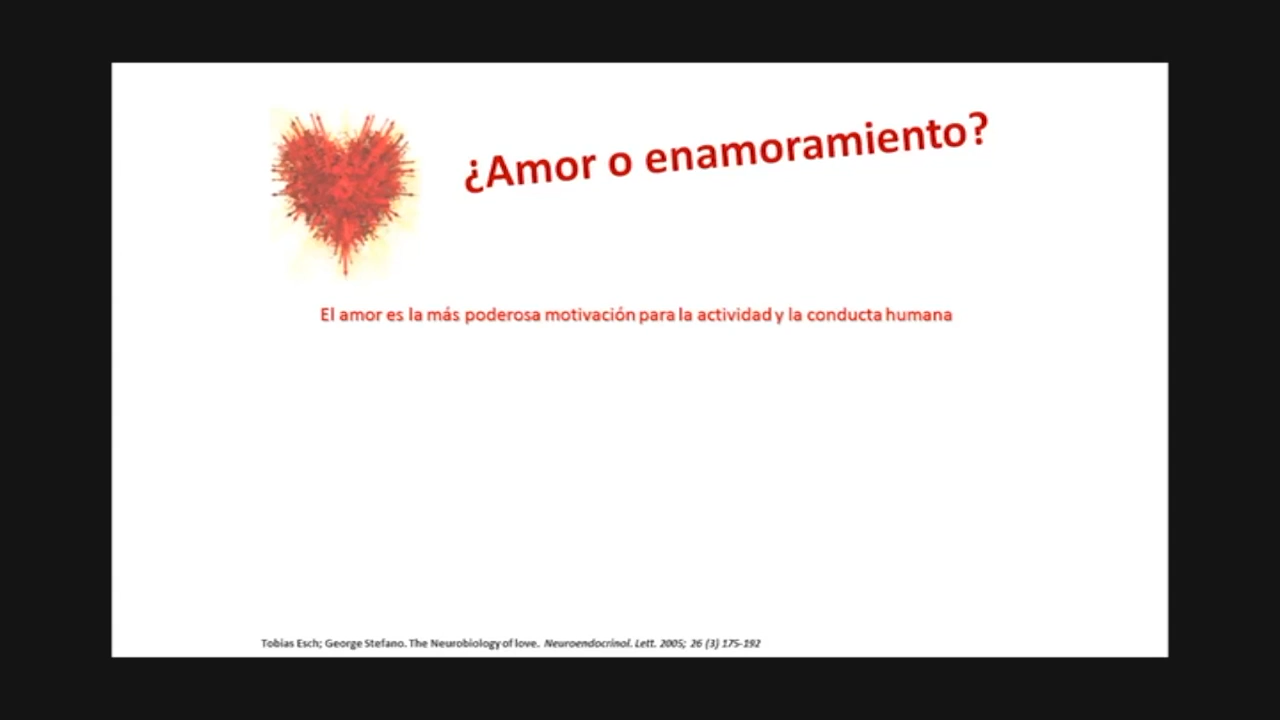 ¿Amor o enamoramiento?
El amor es la más poderosa motivación para la actividad y la conducta humana
Tobias Esch; George Stefano. The Neurobiology of love. Neuroendocrinol. Lett. 2005; 26 (3) 175-192